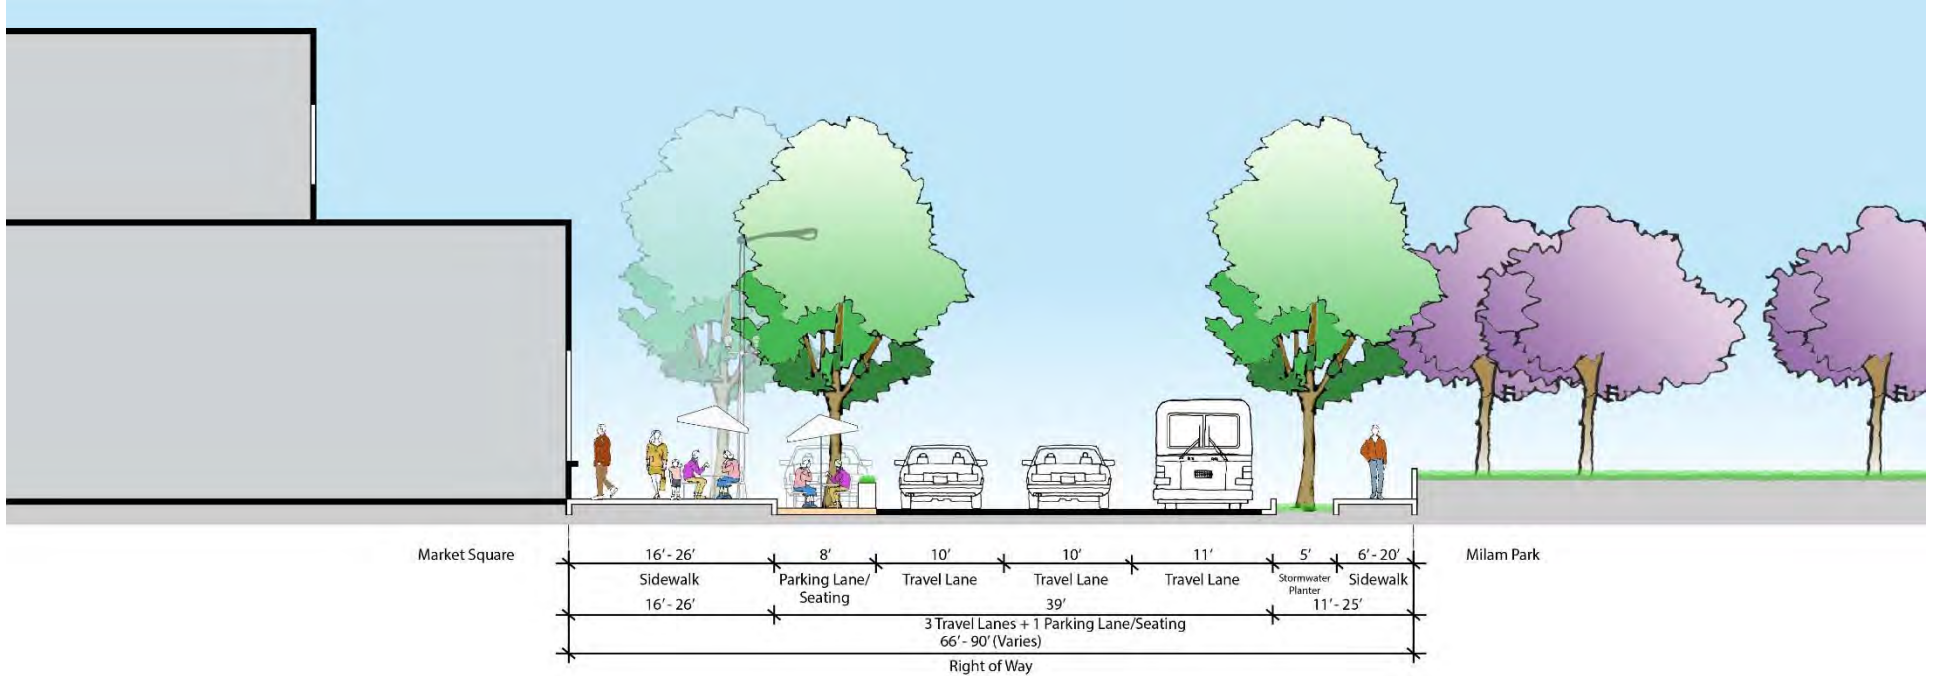 Market Square
16' - 26'
8'
10'
10'
11'
5'
6' - 20'
Milam Park
Sidewalk
Parking Lane/
Seating
Travel Lane
Travel Lane
Travel Lane
Stormwater
Planter
Sidewalk
16' - 26'
39'
11' - 25'
3 Travel Lanes + 1 Parking Lane/Seating
66' - 90' (Varies)
Right of Way